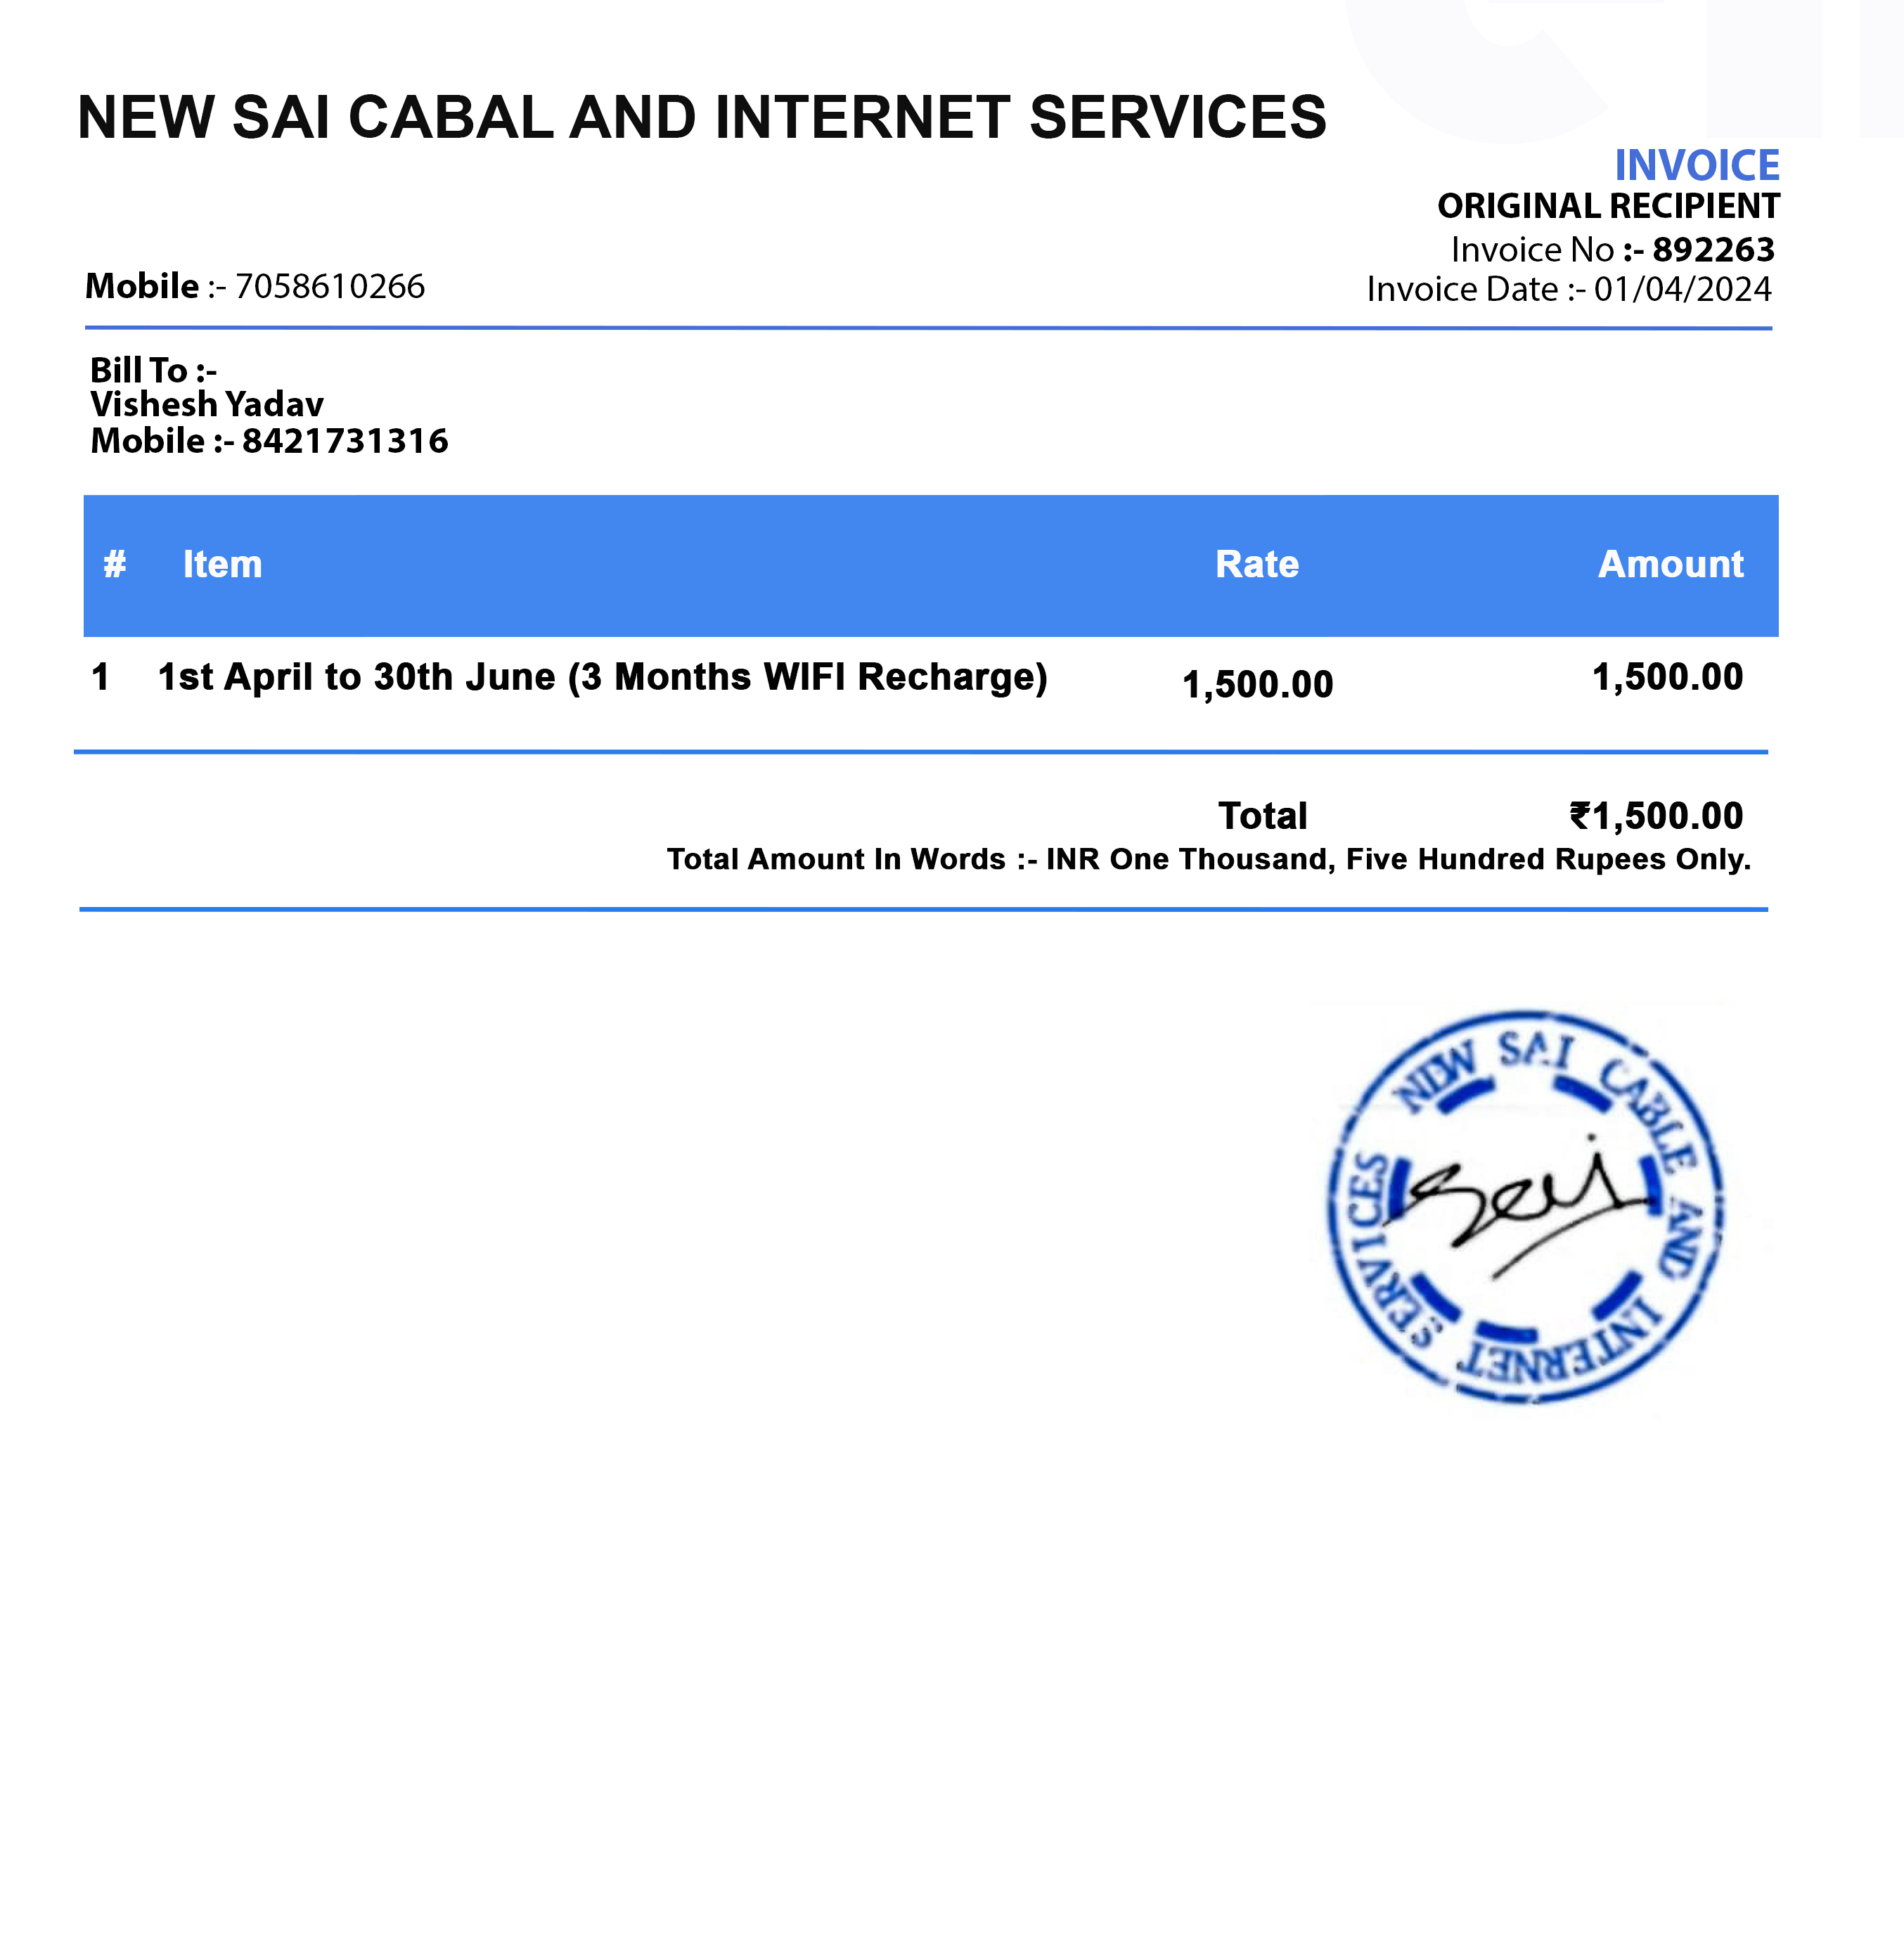 NEW SAI CABAL AND INTERNET SERVICES
INVOICE
ORIGINAL RECIPIENT
Invoice No :- 892263
Mobile :- 7058610266
Invoice Date :- 01/04/2024
Bill To :-
Vishesh Yadav
Mobile :- 8421731316
# Item Rate Amount
1 1st April to 30th June (3 Months WIFI Recharge) 1,500.00 1,500.00
Total ₹1,500.00
Total Amount In Words :- INR One Thousand, Five Hundred Rupees Only.
NEW SAI CABLE AND INTERNET SERVICES
Sai